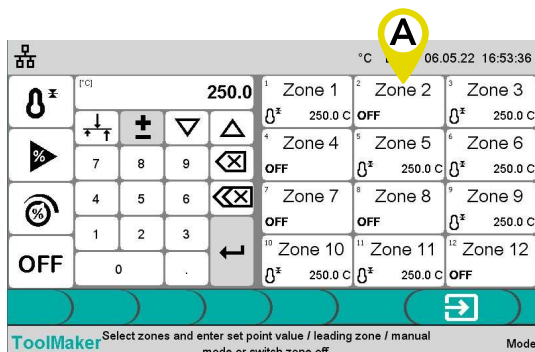 A
°C
06.05.22 16:53:36
[°C]
250.0
±
%
7 8 9
%
4 5 6
1 2 3
OFF
0 .
1 Zone 1
250.0 C
2 Zone 2
OFF
3 Zone 3
250.0 C
4 Zone 4
OFF
5 Zone 5
250.0 C
6 Zone 6
250.0 C
7 Zone 7
OFF
8 Zone 8
OFF
9 Zone 9
250.0 C
10 Zone 10
250.0 C
11 Zone 11
250.0 C
12 Zone 12
OFF
ToolMaker
Select zones and enter set point value / leading zone / manual
mode or switch zone off
Mode